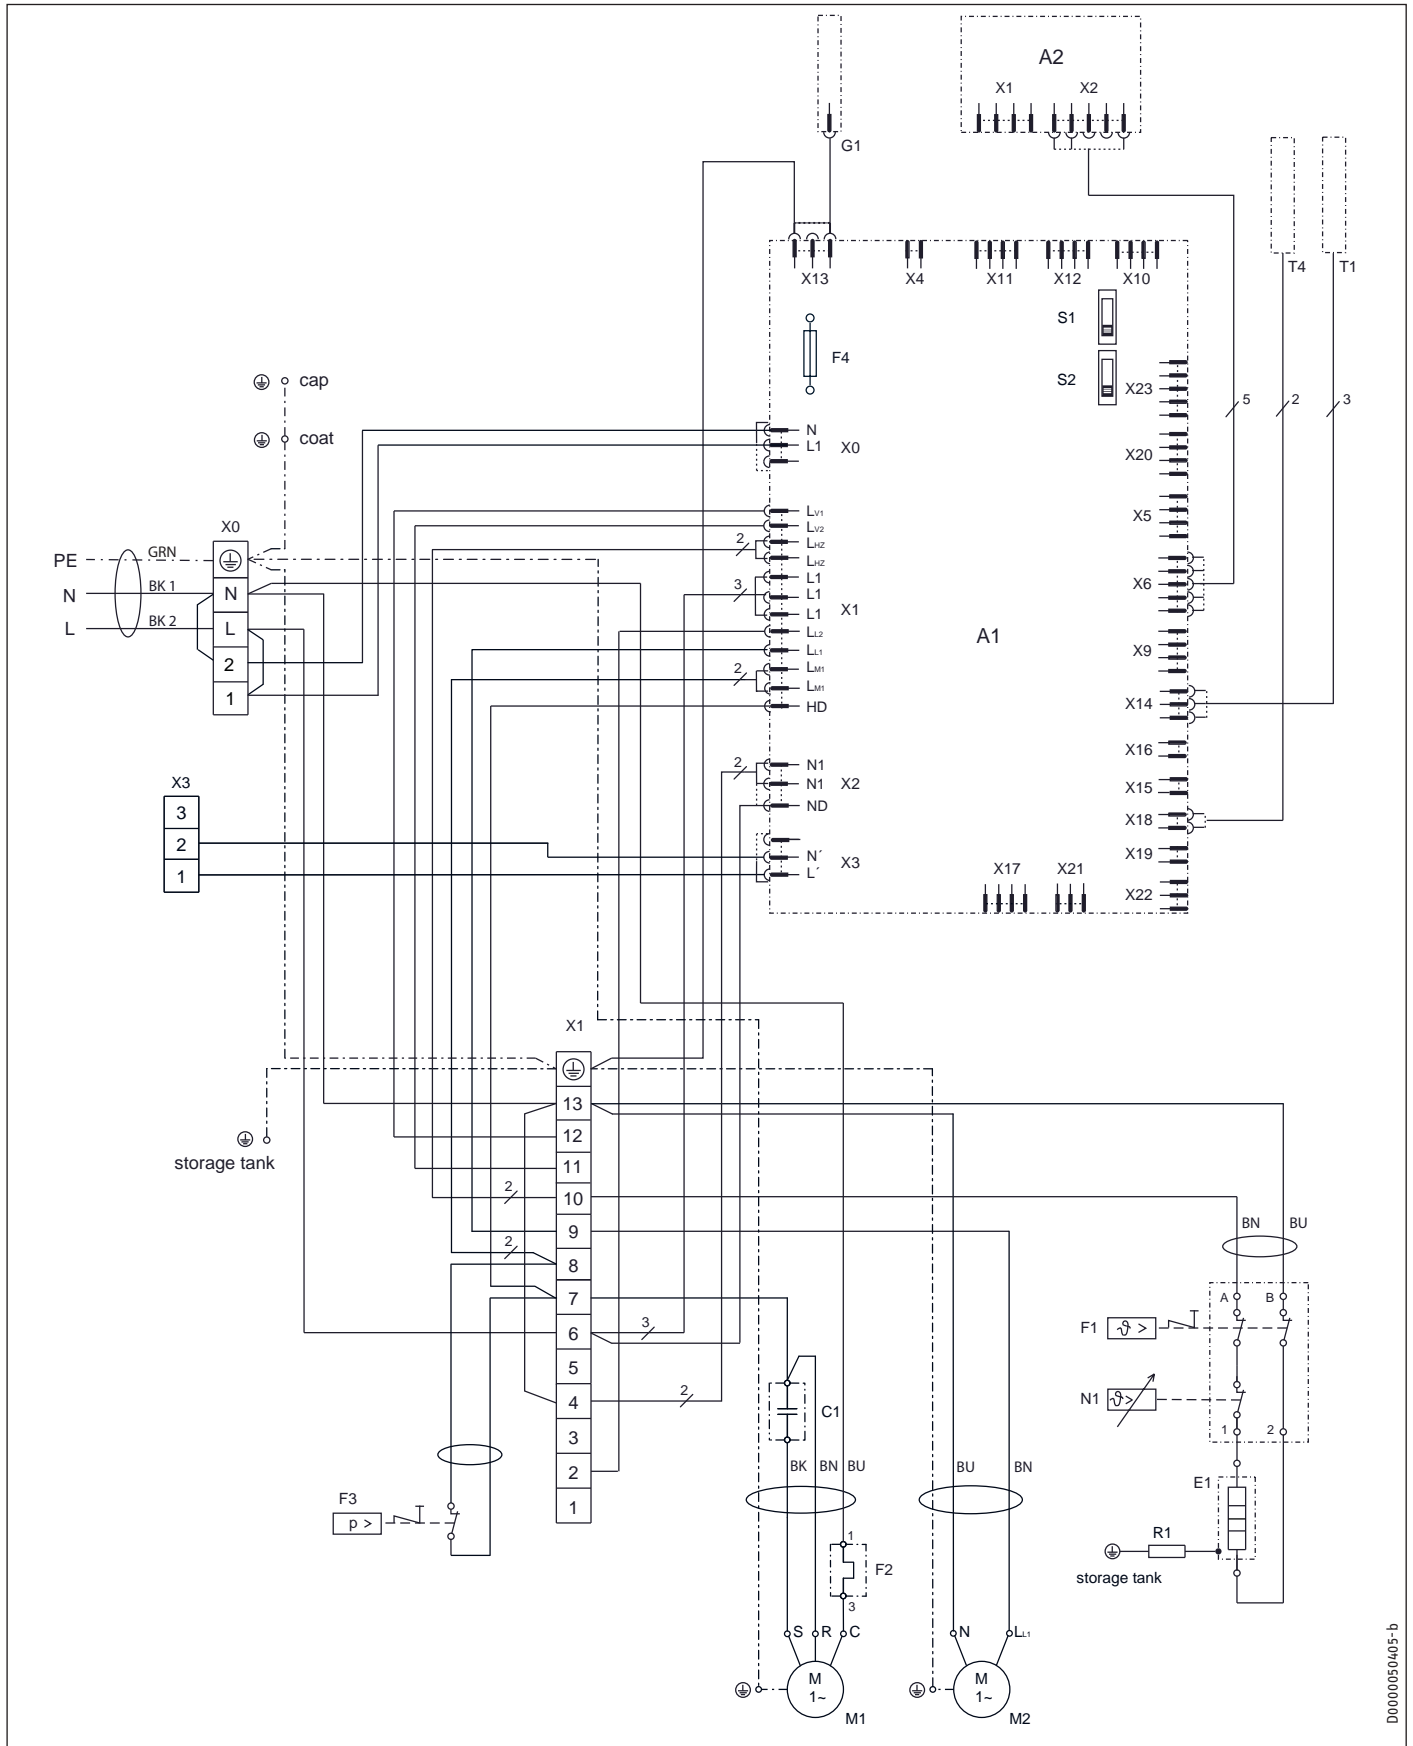 A2
X1 X2
G1
T4 T1
X13 X4 X11 X12 X10
S1
F4
S2
X23
5 2 3
cap
coat
N
L1 X0
X20
X0
LV1
LV2
X5
PE GRN
2 LHZ
LHZ
X6
N BK 1 N
3 L1
L1
L1 X1
L BK 2 L
LL2
A1
2
LL1
X9
1
2 LM1
LM1
HD
X14
X16
X3
2 N1
N1 X2
ND
X15
3
X18
2
N´
L´ X3
X19
1
X17 X21
X22
X1
13
12
storage tank
11
2 10
9
BN BU
2 8
7
A B
3 6
F1 ϑ >
5
2 4
N1 ϑ>
C1
1 2
3
BK BN BU BU BN
2
E1
F3
p >
1
1
R1
F2
storage tank
3
S R C N LL1
M
1~
M
1~
M1 M2
D0000050405-b